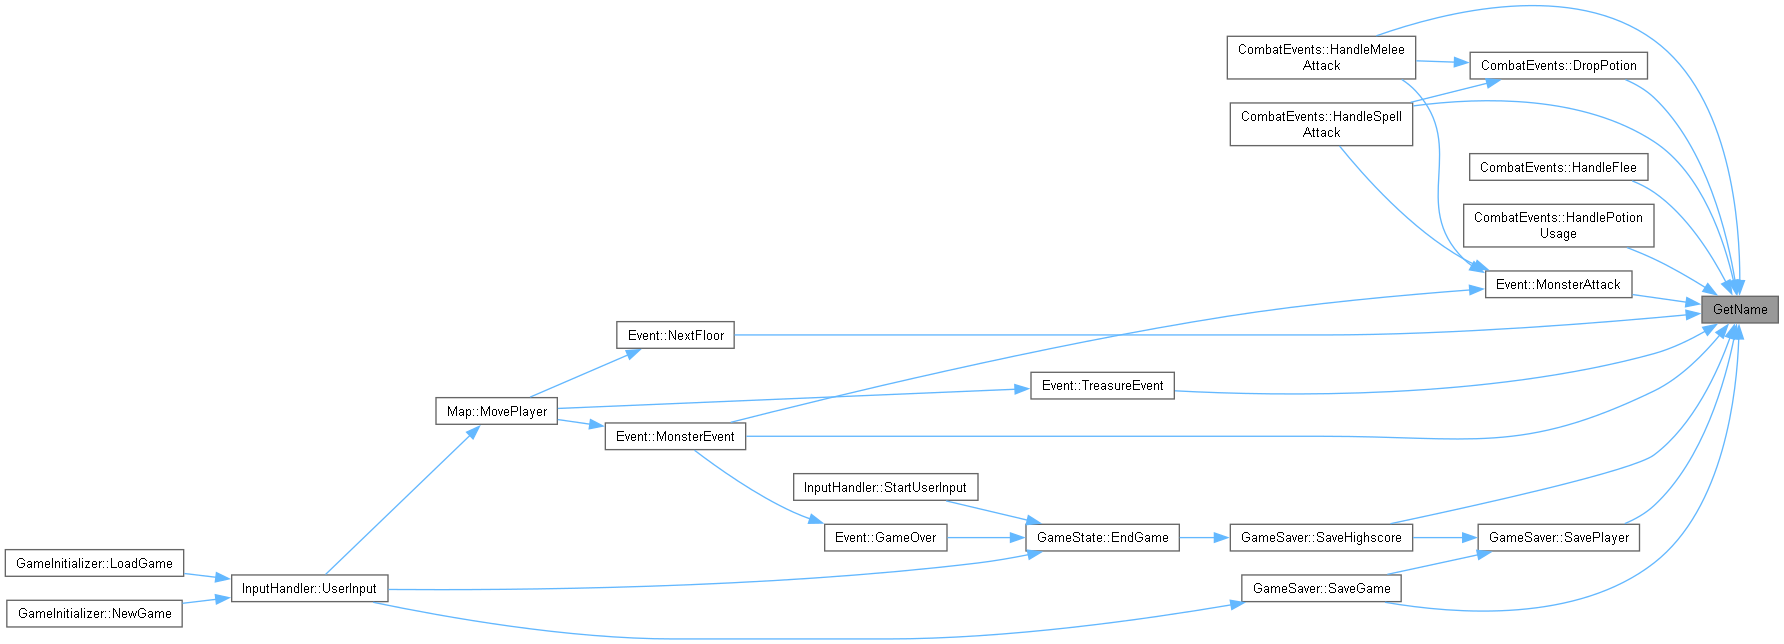 CombatEvents::HandleMelee
Attack
CombatEvents::DropPotion
CombatEvents::HandleSpell
Attack
CombatEvents::HandleFlee
CombatEvents::HandlePotion
Usage
Event::MonsterAttack
GetName
Event::NextFloor
Event::TreasureEvent
Map::MovePlayer
Event::MonsterEvent
InputHandler::StartUserInput
Event::GameOver
GameState::EndGame
GameSaver::SaveHighscore
GameSaver::SavePlayer
GameInitializer::LoadGame
InputHandler::UserInput
GameSaver::SaveGame
GameInitializer::NewGame